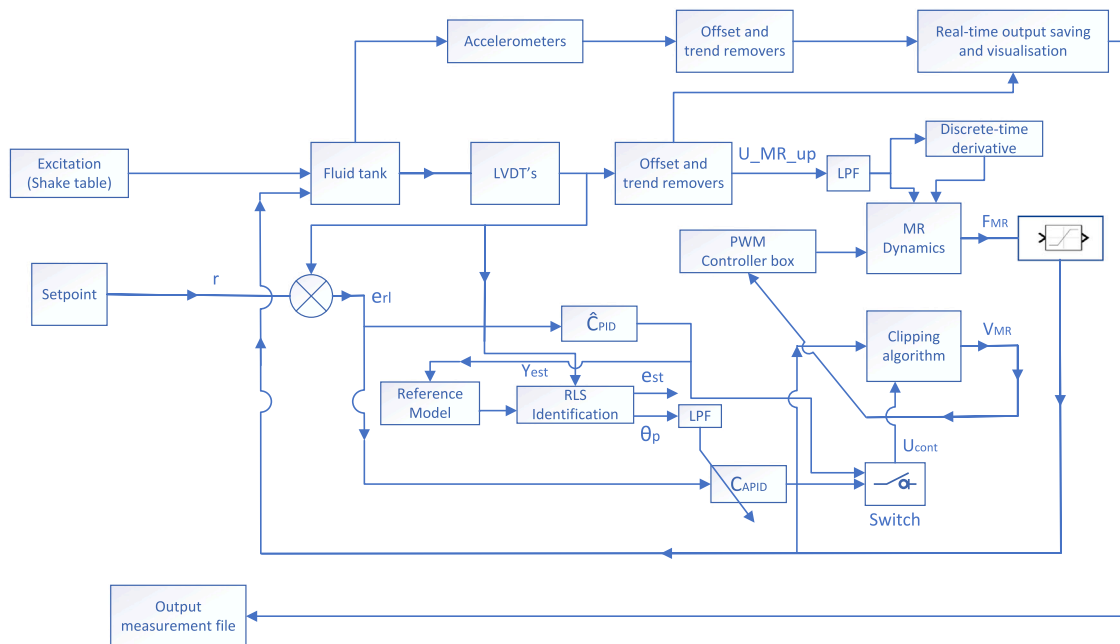 Accelerometers
Offset and
trend removers
Real-time output saving
and visualisation
Excitation
(Shake table)
Fluid tank
LVDT's
Offset and
trend removers
U_MR_up
LPF
Discrete-time
derivative
MR
Dynamics
FMR
PWM
Controller box
Setpoint
r
erl
ĈPID
Clipping
algorithm
VMR
Yest
Reference
Model
RLS
Identification
est
θp
LPF
Ucont
CAPID
Switch
Output
measurement file